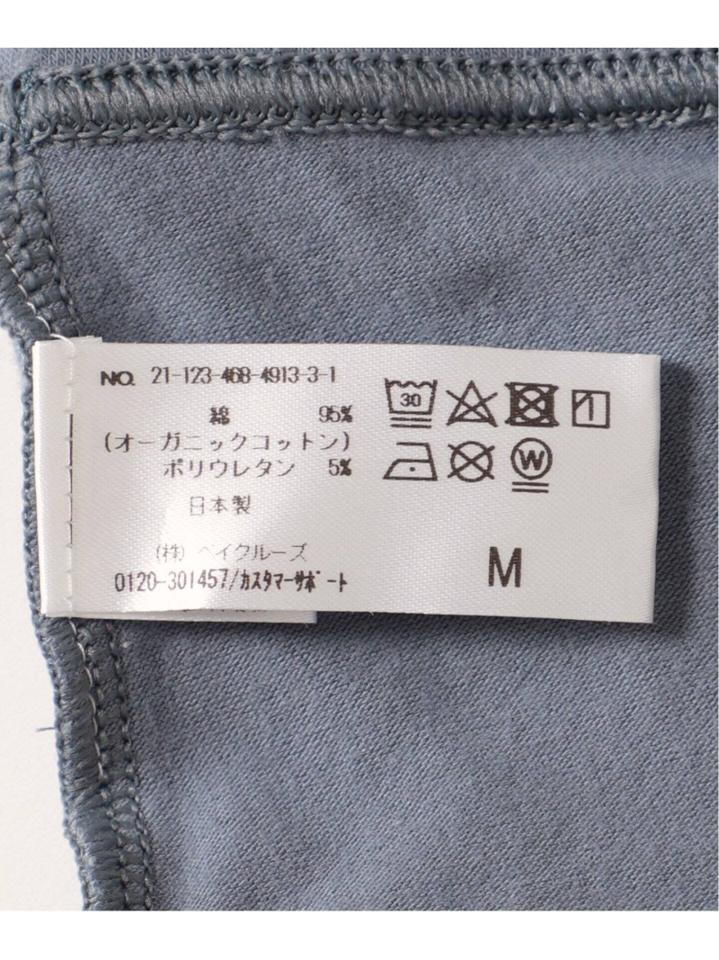 NO. 21-123-468-4913-3-1
綿 95%
(オーガニックコットン)
ポリウレタン 5%
日本製
(株) ベイクルーズ
0120-301457/カスタマーサポート
30
W
M